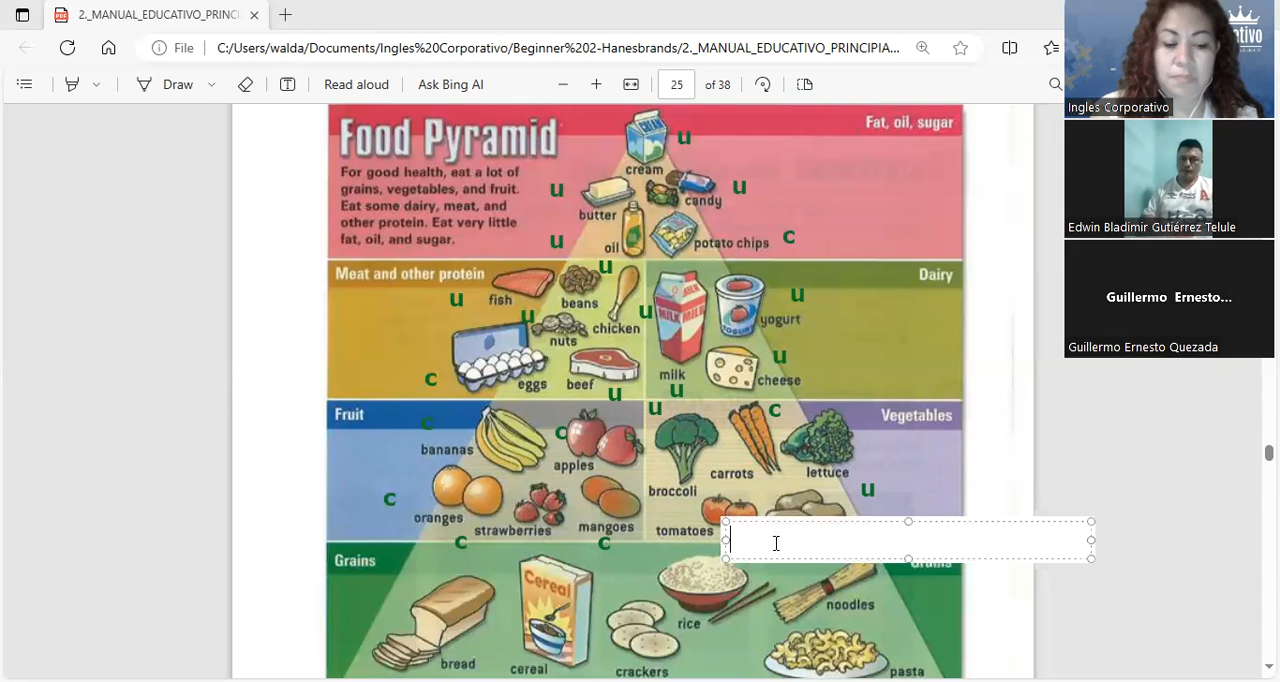 2._MANUAL_EDUCATIVO_PRINCI
File
C:/Users/walda/Documents/Ingles%20Corporativo/Beginner%202-Hanesbrands/2._MANUAL_EDUCATIVO_PRINCIPIA...
Draw
Read aloud
Ask Bing AI
25 of 38
Ingles Corporativo
Edwin Bladimir Gutiérrez Telule
Guillermo Ernesto...
Guillermo Ernesto Quezada
Food Pyramid
For good health, eat a lot of
grains, vegetables, and fruit.
Eat some dairy, meat, and
other protein. Eat very little
fat, oil, and sugar.
Fat, oil, sugar
cream
u
u
butter
candy
u
u
oil
potato chips
c
Meat and other protein
u
fish
beans
u
u
nuts
chicken
u
c
eggs
beef
u
Dairy
MILK
yogurt
u
milk
u
cheese
u
Fruit
c
bananas
c
apples
c
oranges
strawberries
c
mangoes
c
Vegetables
u
broccoli
carrots
c
lettuce
u
tomatoes
Grains
Grains
bread
Cereal
cereal
crackers
rice
noodles
pasta